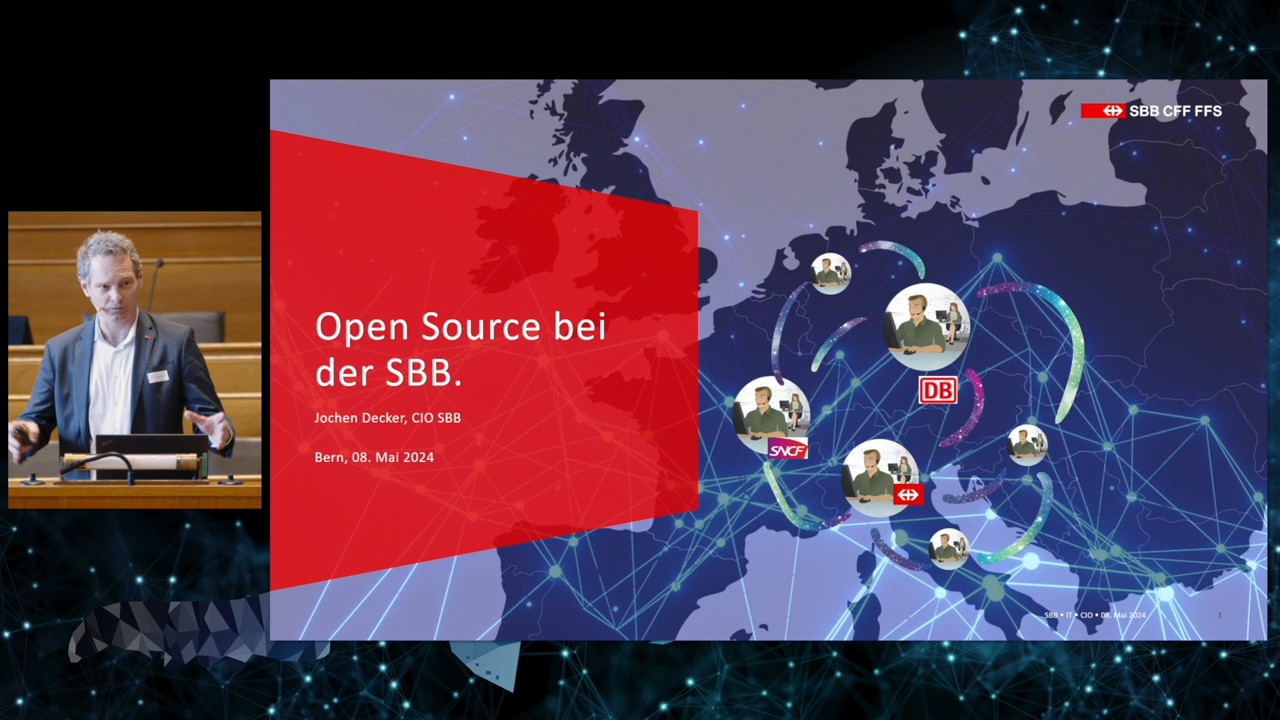 SBB CFF FFS
Open Source bei
der SBB.
Jochen Decker, CIO SBB
Bern, 08. Mai 2024
DB
SNCF
SBB • IT • CIO • 08. Mai 2024
1